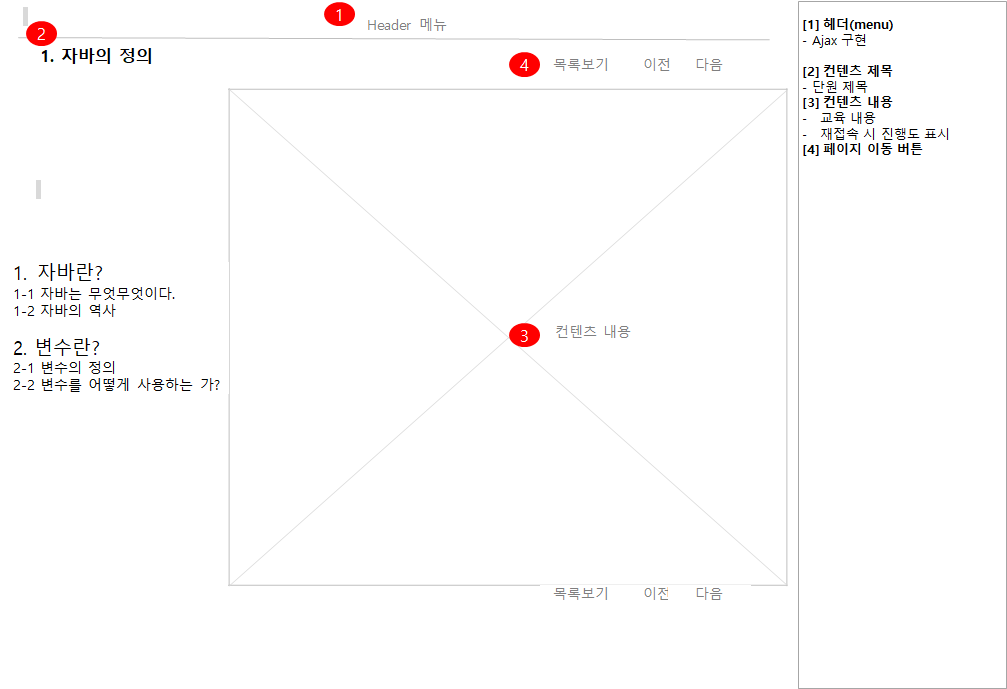 1
Header 메뉴
2
1. 자바의 정의
4
목록보기 이전 다음
1. 자바란?
1-1 자바는 무엇무엇이다.
1-2 자바의 역사
2. 변수란?
2-1 변수의 정의
2-2 변수를 어떻게 사용하는 가?
3
컨텐츠 내용
목록보기 이전 다음
[1] 헤더(menu)
- Ajax 구현
[2] 컨텐츠 제목
- 단원 제목
[3] 컨텐츠 내용
- 교육 내용
- 재접속 시 진행도 표시
[4] 페이지 이동 버튼